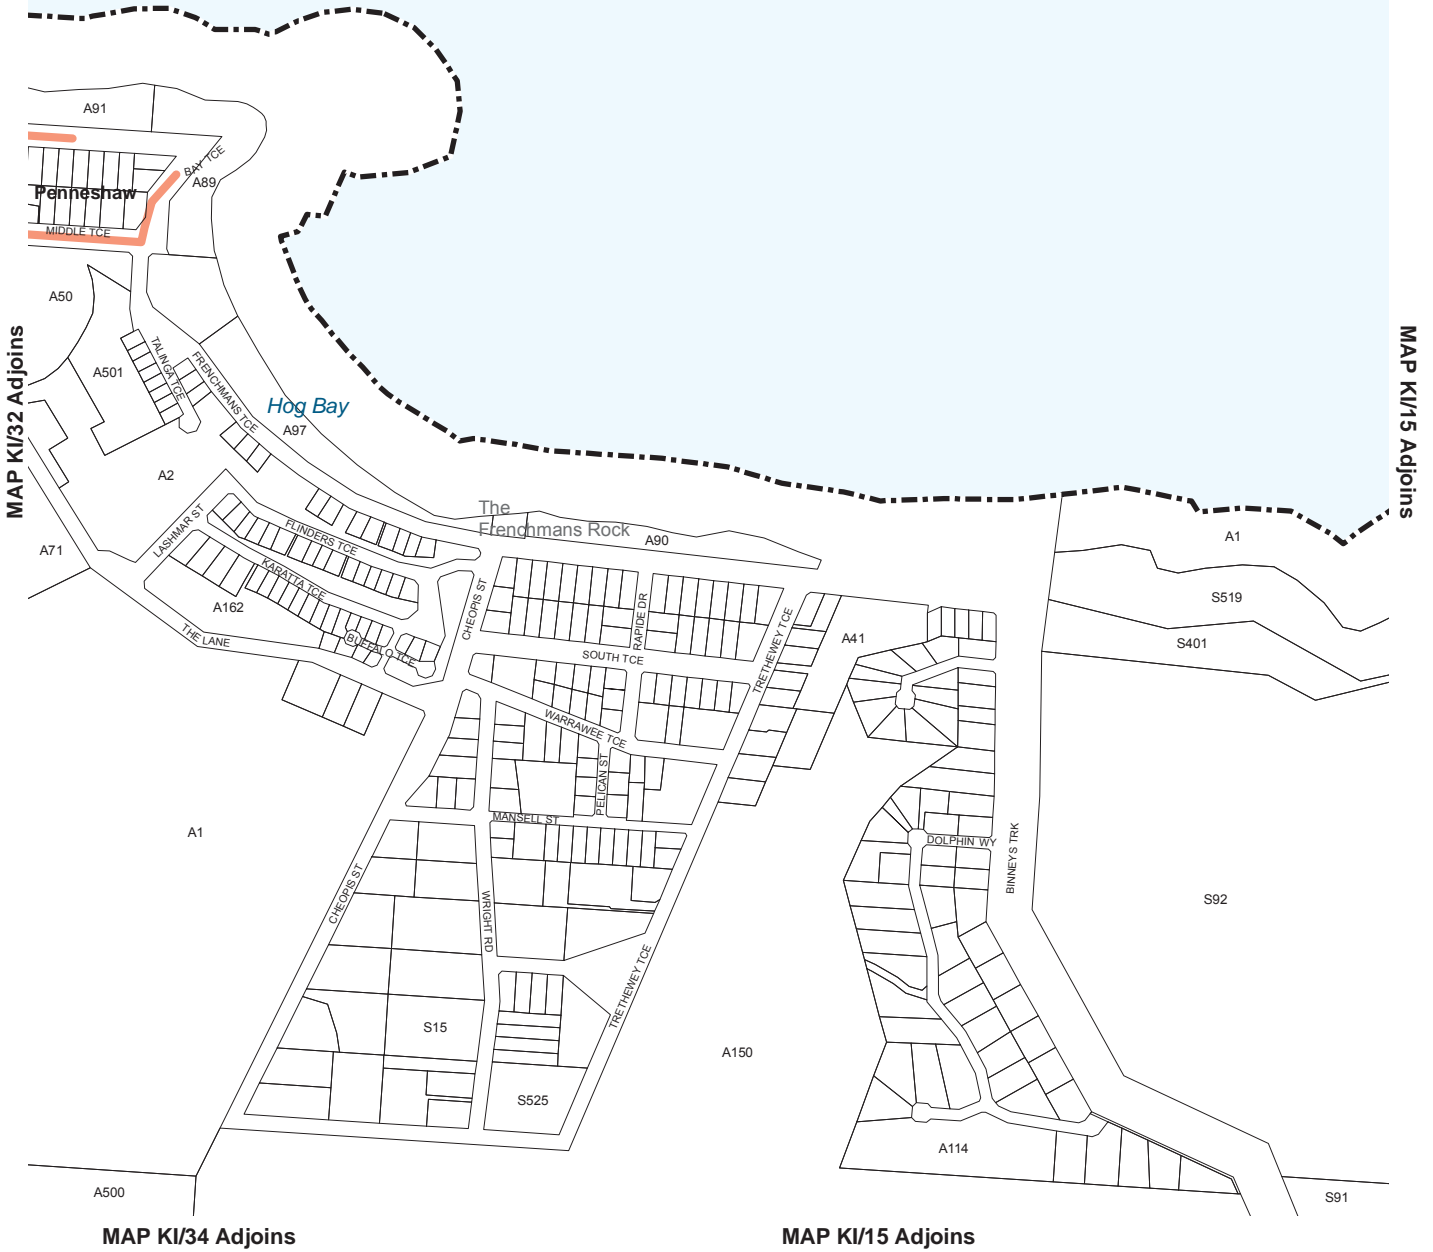 A91
BAY TCE
A89
Penneshaw
MIDDLE TCE
A50
MAP KI/32 Adjoins
MAP KI/15 Adjoins
TALINGA TCE
FRENCHMANS TCE
A501
Hog Bay
A97
A2
The
Frenchmans Rock
A90
A1
LASHMAR ST
FLINDERS TCE
A71
KARATTA TCE
A162
CHEOPIS ST
RAPIDE DR
TRETHEWEY TCE
S519
THE LANE
BUFFALO TCE
SOUTH TCE
A41
S401
WARRAWEE TCE
PELICAN ST
MANSELL ST
A1
DOLPHIN WY
BINNEYS TRK
CHEOPIS ST
WRIGHT RD
S92
TRETHEWEY TCE
S15
A150
S525
A114
A500
S91
MAP KI/34 Adjoins
MAP KI/15 Adjoins